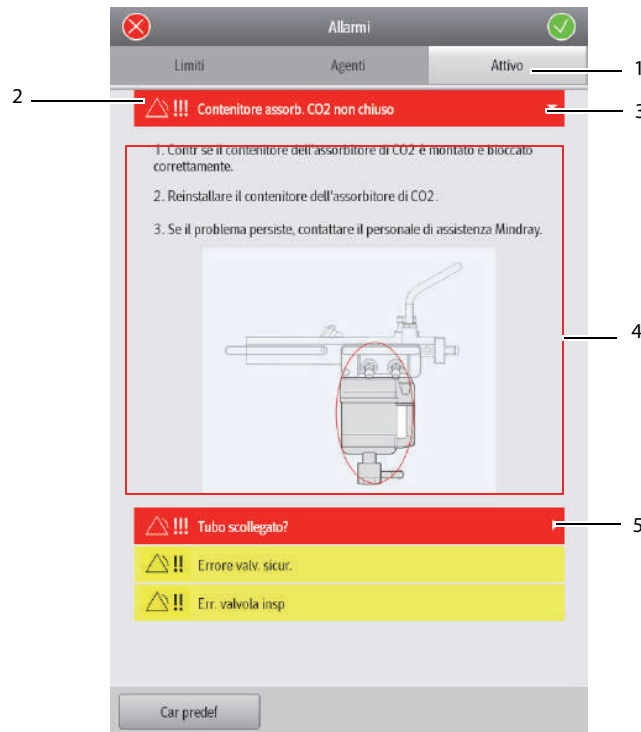 Allarmi
Limiti
Agenti
Attivo
1
2
!!! Contenitore assorb. CO2 non chiuso
3
1. Contr se il contenitore dell'assorbitore di CO2 è montato e bloccato
correttamente.
2. Reinstallare il contenitore dell'assorbitore di CO2.
3. Se il problema persiste, contattare il personale di assistenza Mindray.
4
!!! Tubo scollegato?
5
!! Errore valv. sicur.
!! Err. valvola insp
Car predef